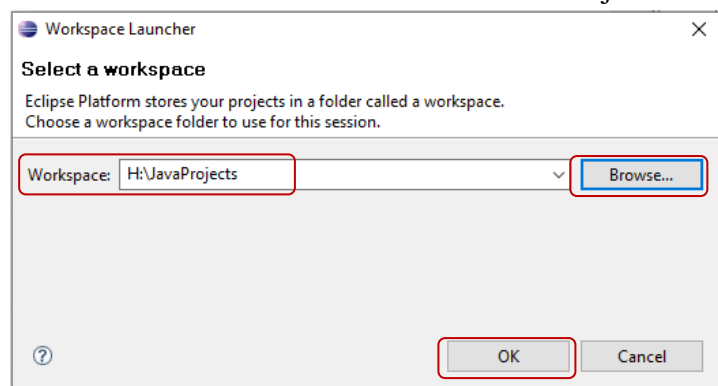 Workspace Launcher
Select a workspace
Eclipse Platform stores your projects in a folder called a workspace.
Choose a workspace folder to use for this session.
Workspace: H:\JavaProjects Browse...
OK Cancel